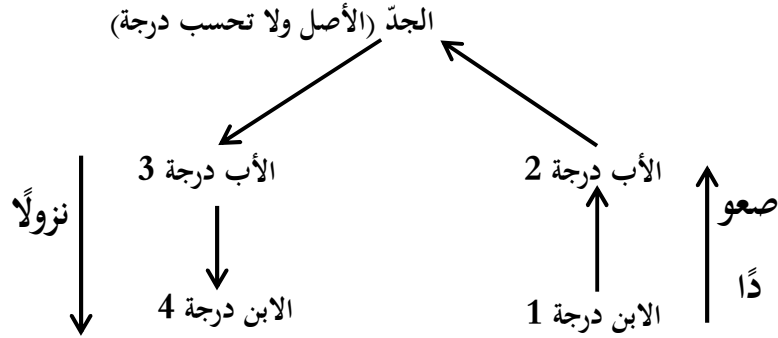 الجدّ (الأصل ولا تحسب درجة)
الأب درجة 2
الأب درجة 3
صعو
دًا
نزولًا
الابن درجة 1
الابن درجة 4